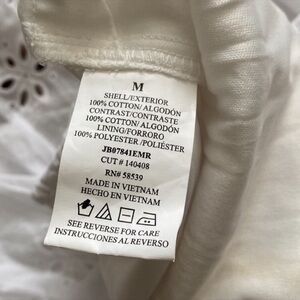 M
SHELL/EXTERIOR
100% COTTON/ ALGODÓN
CONTRAST/CONTRASTE
100% COTTON/ ALGODÓN
LINING/FORRORO
100% POLYESTER /POLIÉSTER
JB07841EMR
CUT # 140408
RN# 58539
MADE IN VIETNAM
HECHO EN VIETNAM
SEE REVERSE FOR CARE
INSTRUCCIONES AL REVERSO